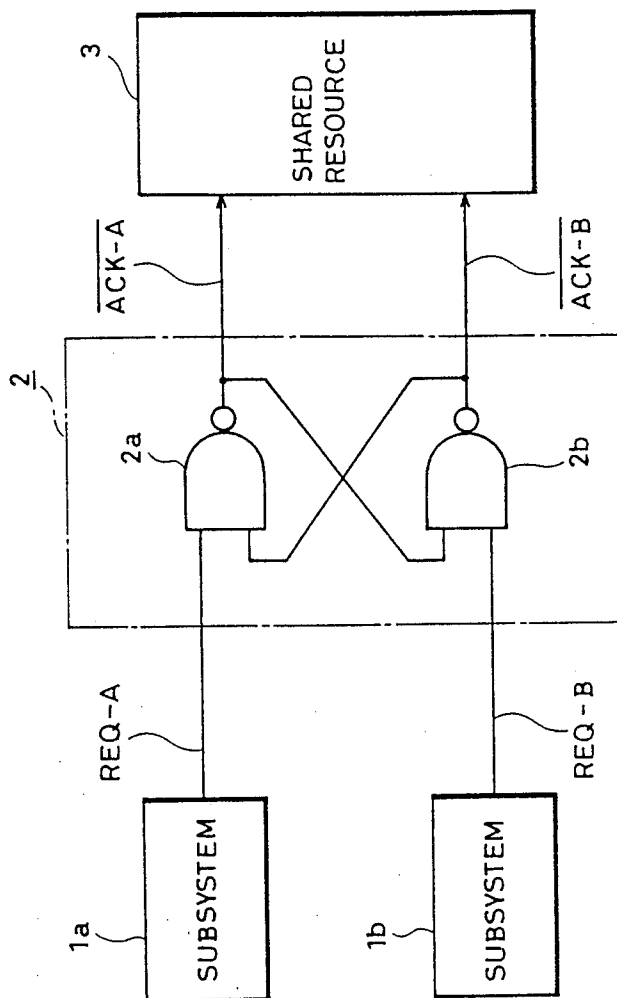 1a
SUBSYSTEM
REQ-A
2
2a
ACK-A
3
SHARED
RESOURCE
1b
SUBSYSTEM
REQ-B
2b
ACK-B